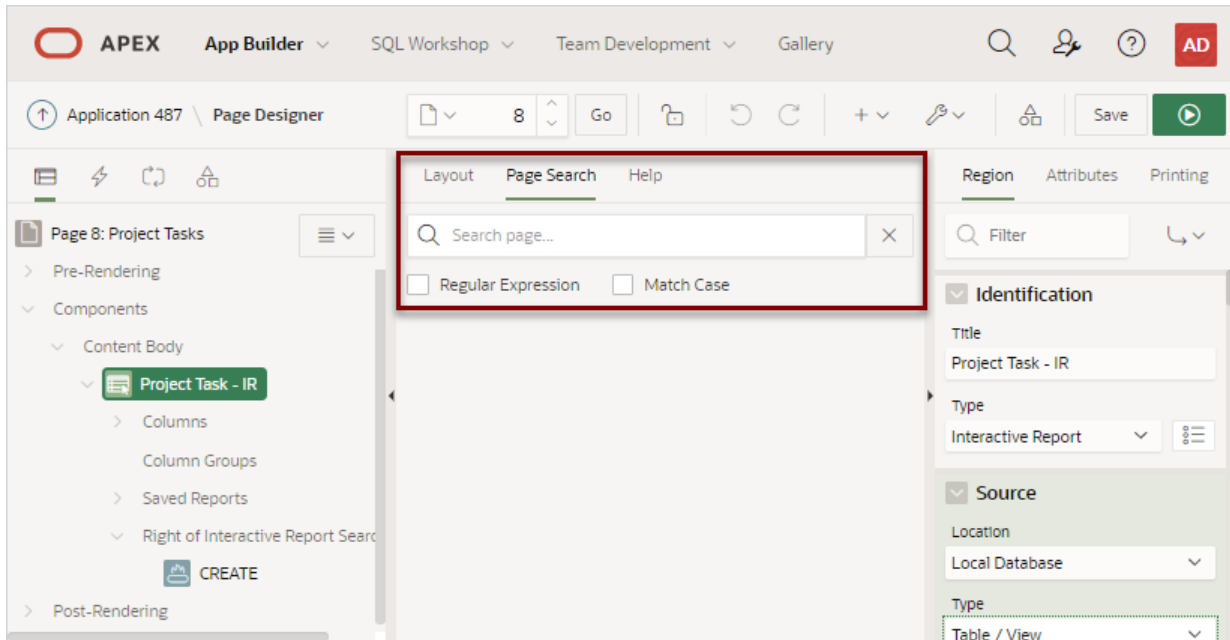 APEX App Builder SQL Workshop Team Development Gallery AD
Application 487 \ Page Designer 8 Go Save
Layout Page Search Help
Region Attributes Printing
Page 8: Project Tasks
Search page...
Filter
Pre-Rendering
Regular Expression Match Case
Components
Identification
Content Body
Title
Project Task - IR
Project Task - IR
Type
Columns
Interactive Report
Column Groups
Saved Reports
Source
Right of Interactive Report Searc
Location
Local Database
CREATE
Type
Post-Rendering
Table / View